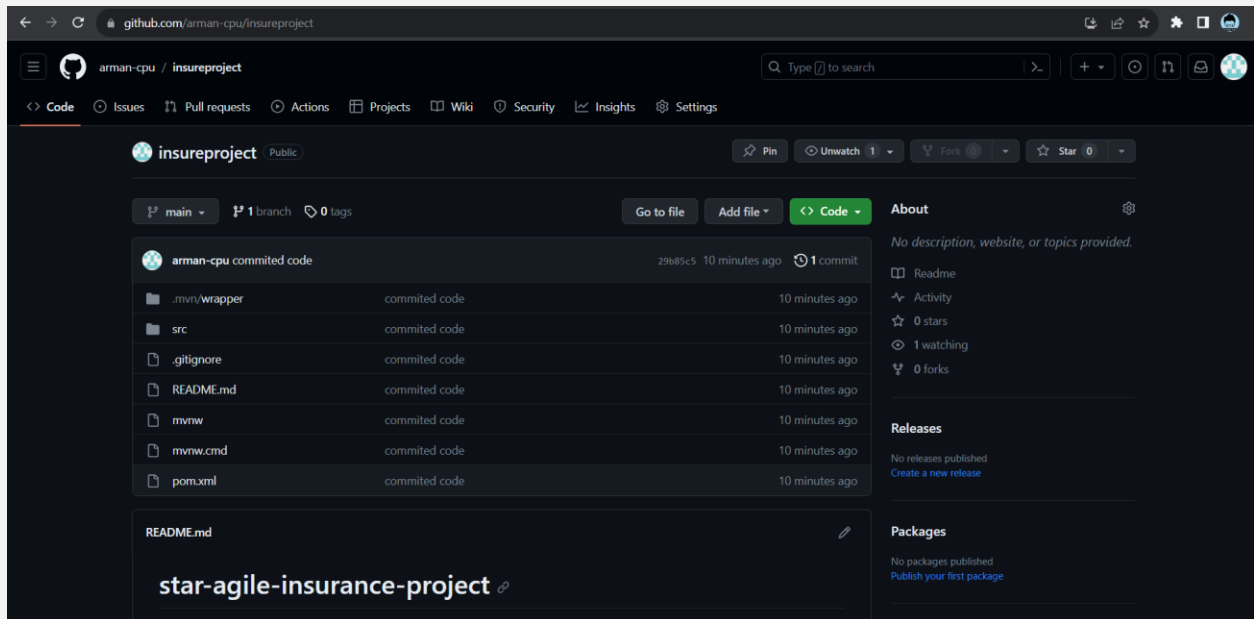 github.com/arman-cpu/insureproject
arman-cpu / insureproject
Type / to search
Code Issues Pull requests Actions Projects Wiki Security Insights Settings
insureproject Public
Pin Unwatch 1 Fork 0 Star 0
main 1 branch 0 tags
Go to file Add file Code
arman-cpu commited code 29b85c5 10 minutes ago 1 commit
.mvn/wrapper commited code 10 minutes ago
src commited code 10 minutes ago
.gitignore commited code 10 minutes ago
README.md commited code 10 minutes ago
mvnw commited code 10 minutes ago
mvnw.cmd commited code 10 minutes ago
pom.xml commited code 10 minutes ago
README.md
star-agile-insurance-project
About
No description, website, or topics provided.
Readme
Activity
0 stars
1 watching
0 forks
Releases
No releases published
Create a new release
Packages
No packages published
Publish your first package